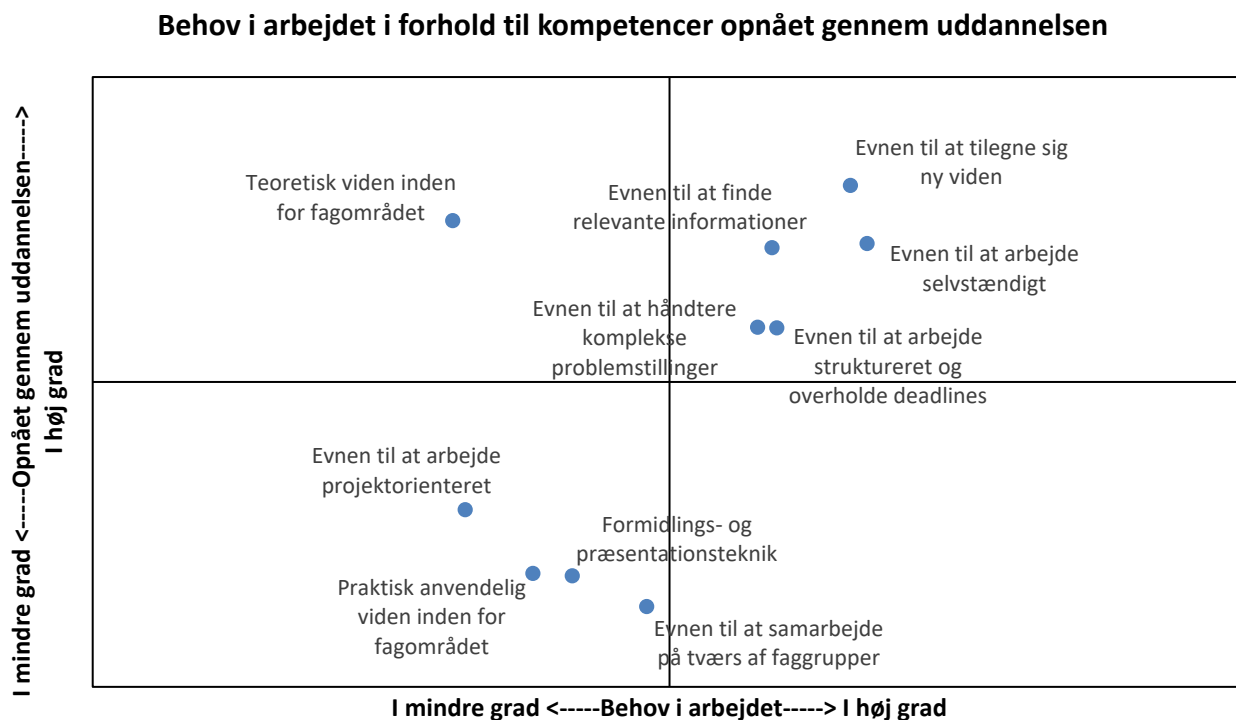 Behov i arbejdet i forhold til kompetencer opnået gennem uddannelsen
I mindre grad <-----Opnået gennem uddannelsen----->
I høj grad
Evnen til at tilegne sig
ny viden
Teoretisk viden inden
for fagområdet
Evnen til at finde
relevante informationer
Evnen til at arbejde
selvstændigt
Evnen til at håndtere
komplekse
problemstillinger
Evnen til at arbejde
struktureret og
overholde deadlines
Evnen til at arbejde
projektorienteret
Formidlings- og
præsentationsteknik
Praktisk anvendelig
viden inden for
fagområdet
Evnen til at samarbejde
på tværs af faggrupper
I mindre grad <-----Behov i arbejdet-----> I høj grad